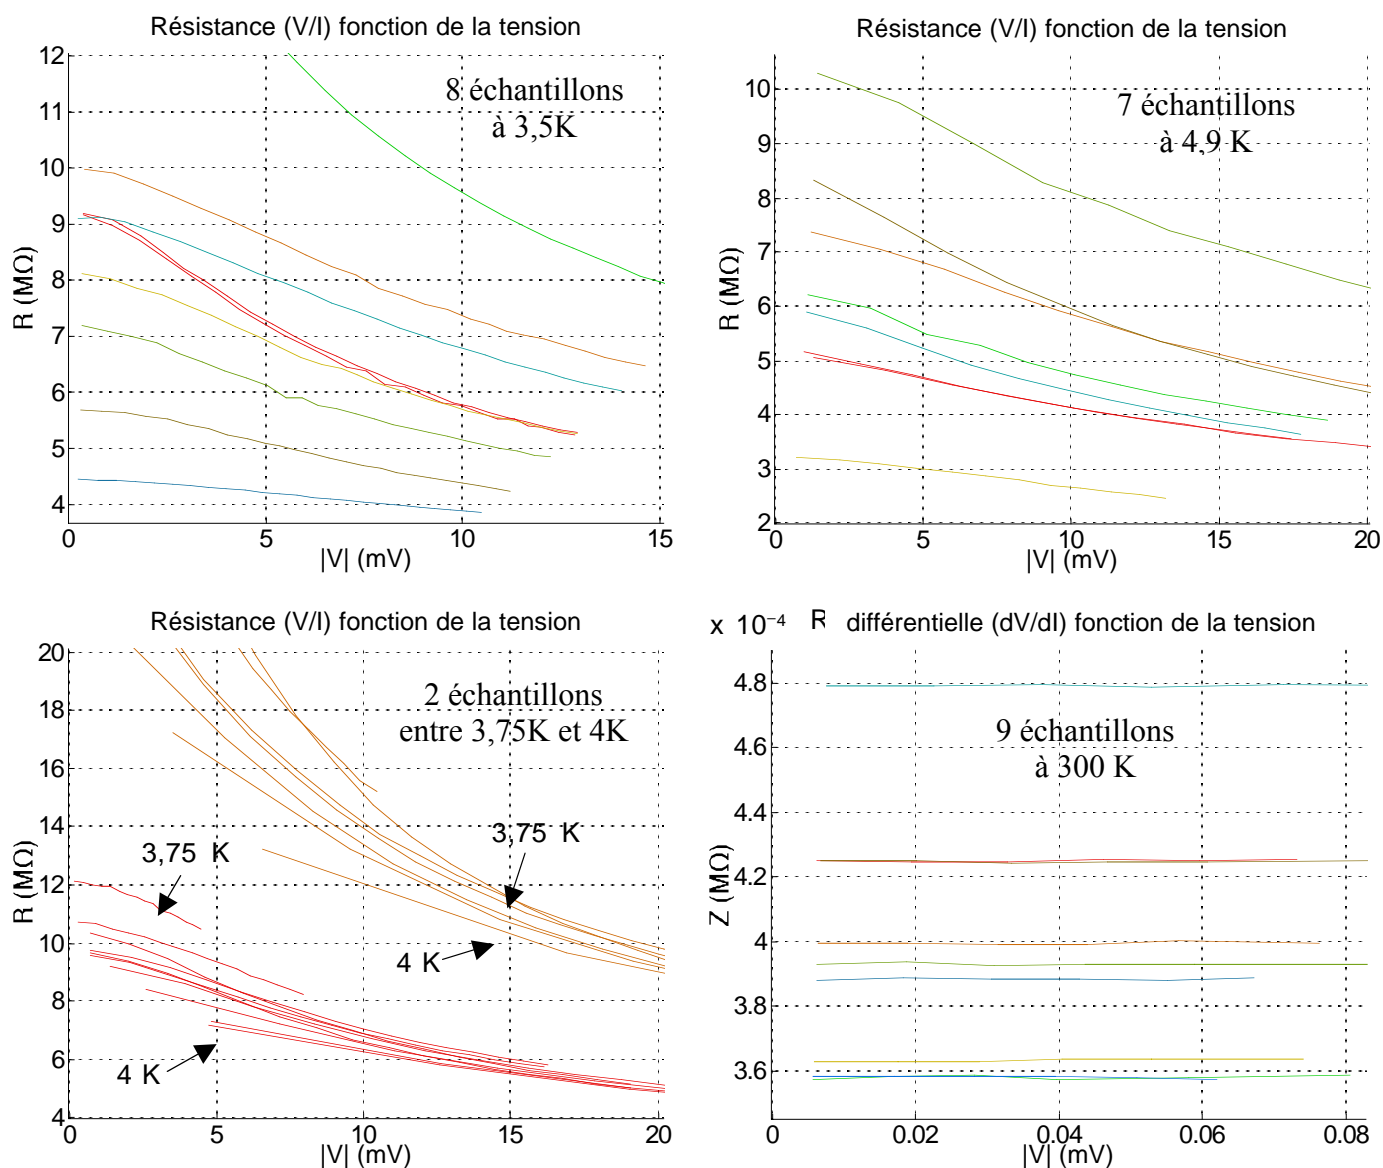 Résistance (V/I) fonction de la tension
12
11
10
9
8
7
6
5
4
R (MΩ)
8 échantillons
à 3,5K
0 5 10 15
|V| (mV)
Résistance (V/I) fonction de la tension
10
9
8
7
6
5
4
3
2
R (MΩ)
7 échantillons
à 4,9 K
0 5 10 15 20
|V| (mV)
Résistance (V/I) fonction de la tension
20
18
16
14
12
10
8
6
4
R (MΩ)
2 échantillons
entre 3,75K et 4K
3,75 K
3,75 K
4 K
4 K
0 5 10 15 20
|V| (mV)
x 10⁻⁴ R différentielle (dV/dI) fonction de la tension
4.8
4.6
4.4
4.2
4
3.8
3.6
Z (MΩ)
9 échantillons
à 300 K
0 0.02 0.04 0.06 0.08
|V| (mV)